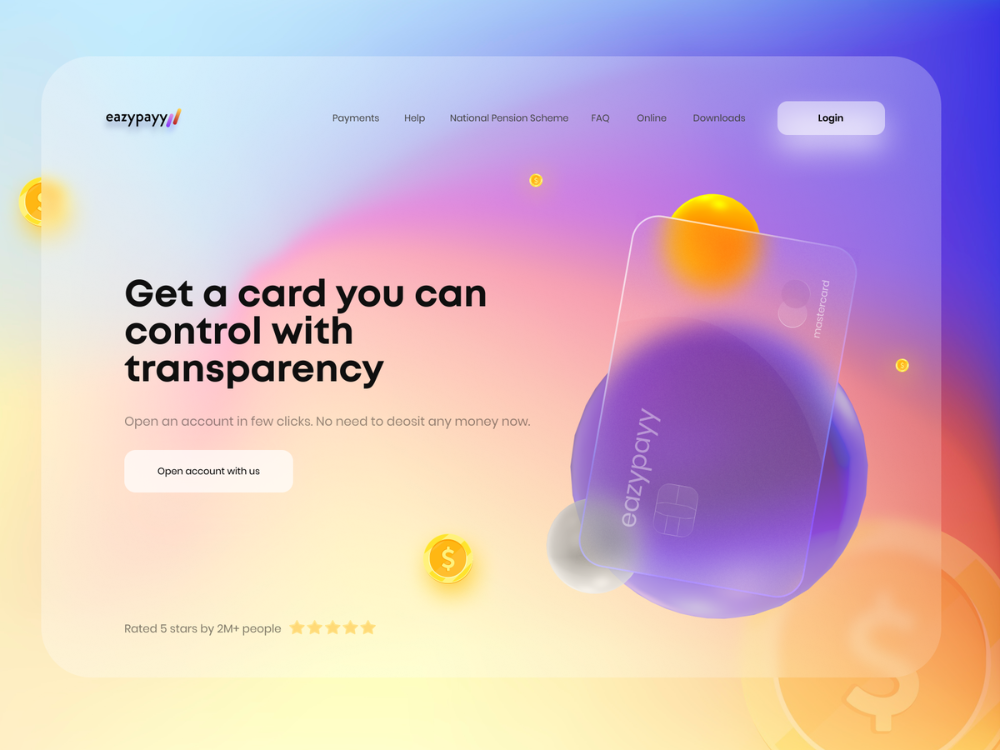 eazypayy
Payments Help National Pension Scheme FAQ Online Downloads Login
Get a card you can
control with
transparency
Open an account in few clicks. No need to deosit any money now.
Open account with us
Rated 5 stars by 2M+ people
mastercard
eazypayy
$
$
$